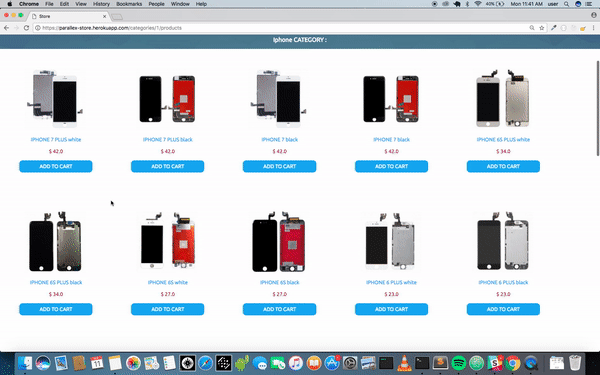 Chrome File Edit View History Bookmarks People Window Help
40% Mon 11:41 AM user
Store
https://parallex-store.herokuapp.com/categories/1/products
Iphone CATEGORY :
IPHONE 7 PLUS white IPHONE 7 PLUS black IPHONE 7 white IPHONE 7 black IPHONE 6S PLUS white
$ 42.0 $ 42.0 $ 42.0 $ 42.0 $ 34.0
ADD TO CART ADD TO CART ADD TO CART ADD TO CART ADD TO CART
IPHONE 6S PLUS black IPHONE 6S white IPHONE 6S black IPHONE 6 PLUS white IPHONE 6 PLUS black
$ 34.0 $ 27.0 $ 27.0 $ 23.0 $ 23.0
ADD TO CART ADD TO CART ADD TO CART ADD TO CART ADD TO CART